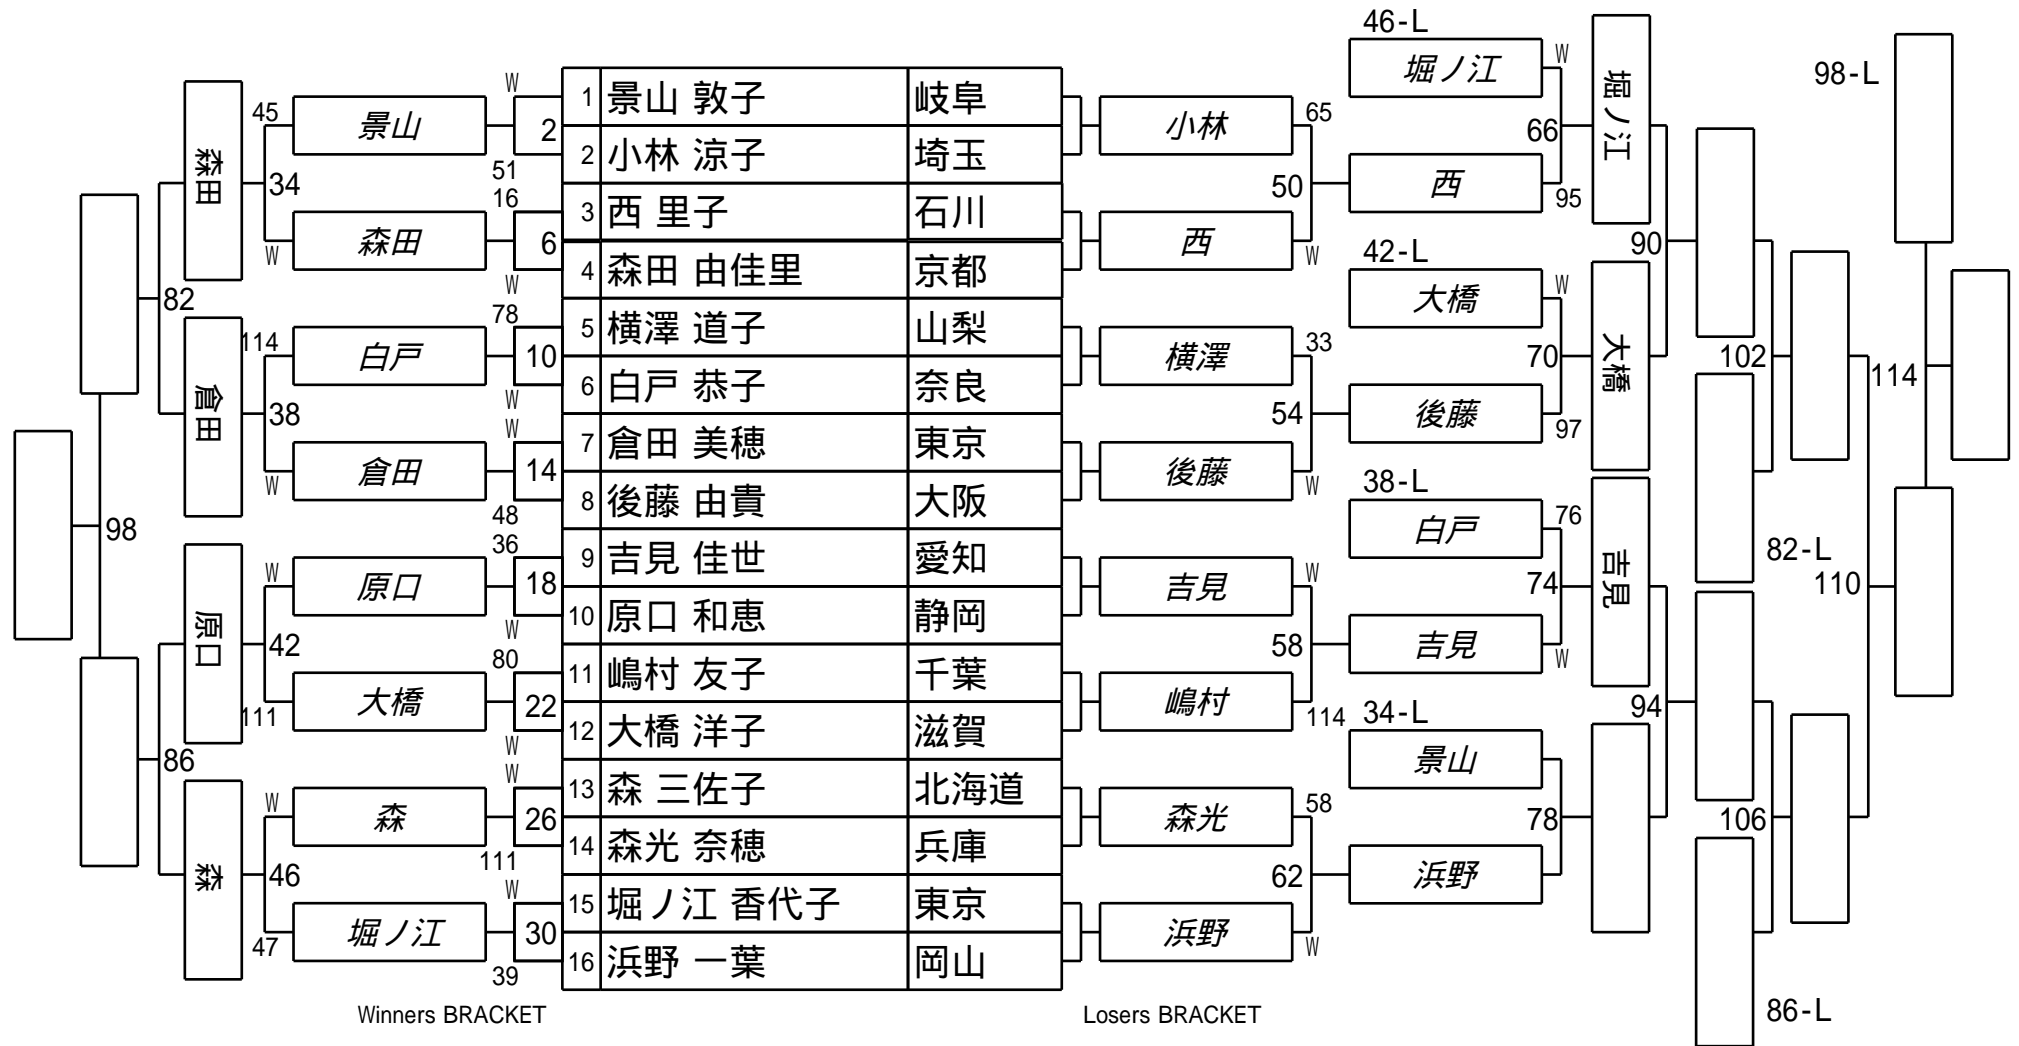 46-L
堀ノ江
W
98-L
W
1 景山 敦子 岐阜
45
景山
2
小林
65
66
堀ノ江
2 小林 涼子 埼玉
51
森田
34
16
3 西 里子 石川
50
西
95
森田
6
西
W
W
4 森田 由佳里 京都
W
42-L
90
大橋
W
82
78
5 横澤 道子 山梨
114
白戸
10
横澤
33
70
大橋
102
114
6 白戸 恭子 奈良
W
倉田
38
W
7 倉田 美穂 東京
54
後藤
97
倉田
14
後藤
W
W
8 後藤 由貴 大阪
48
38-L
白戸
76
98
36
9 吉見 佳世 愛知
82-L
W
原口
18
吉見
W
74
吉見
110
10 原口 和恵 静岡
W
原口
42
80
11 嶋村 友子 千葉
58
吉見
W
大橋
22
嶋村
111
114
34-L
94
12 大橋 洋子 滋賀
W
景山
86
W
13 森 三佐子 北海道
W
森
26
森光
58
78
106
14 森光 奈穂 兵庫
111
森
46
W
15 堀ノ江 香代子 東京
62
浜野
堀ノ江
30
浜野
47
W
16 浜野 一葉 岡山
39
Winners BRACKET
Losers BRACKET
86-L